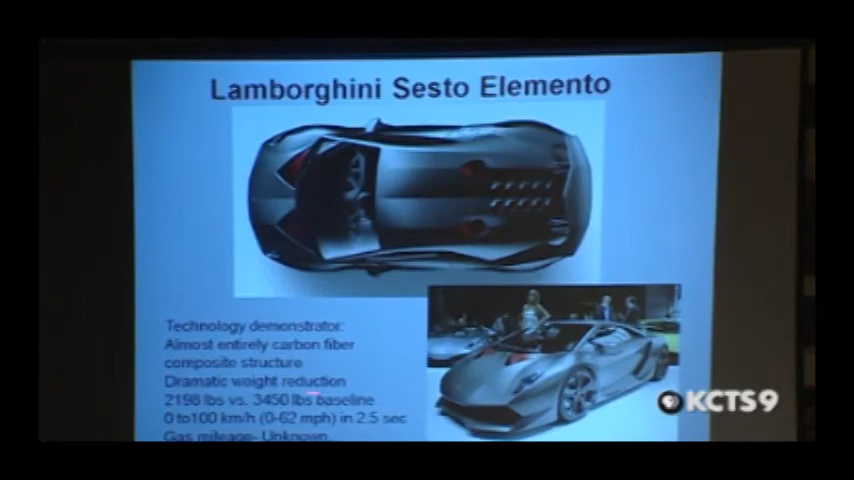 Lamborghini Sesto Elemento
Technology demonstrator:
Almost entirely carbon fiber
composite structure
Dramatic weight reduction
2198 lbs vs. 3450 lbs baseline
0 to100 km/h (0-62 mph) in 2.5 sec
Gas mileage- Unknown...
KCTS9